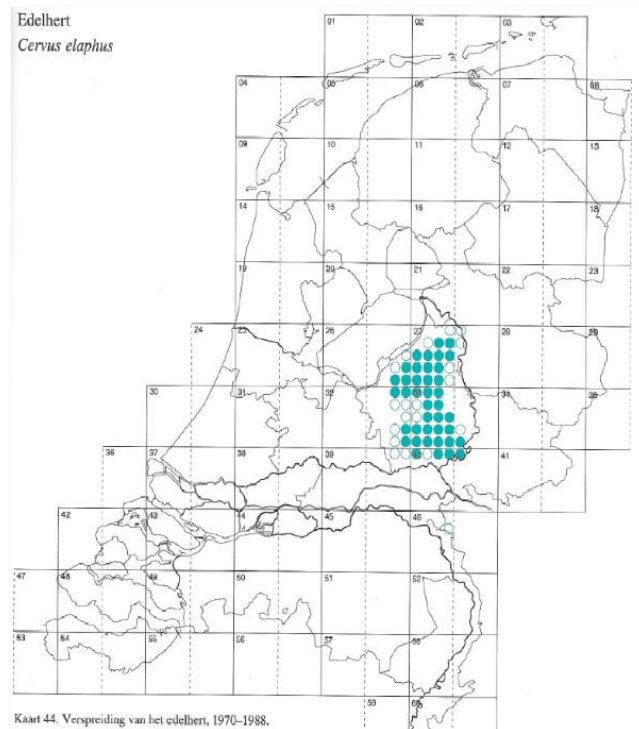 Edelhert
Cervus elaphus
01 02 03
04 05 06 07 08
09 10 11 12 13
14 15 16 17 18
19 20 21 22 23
24 25 26 27 28 29
30 31 32 34 35
36 37 38 39 40 41
42 43 44 45 46
47 48 49 50 51 52
53 54 55 56 57 58
59 60
Kaart 44. Verspreiding van het edelhert, 1970–1988.